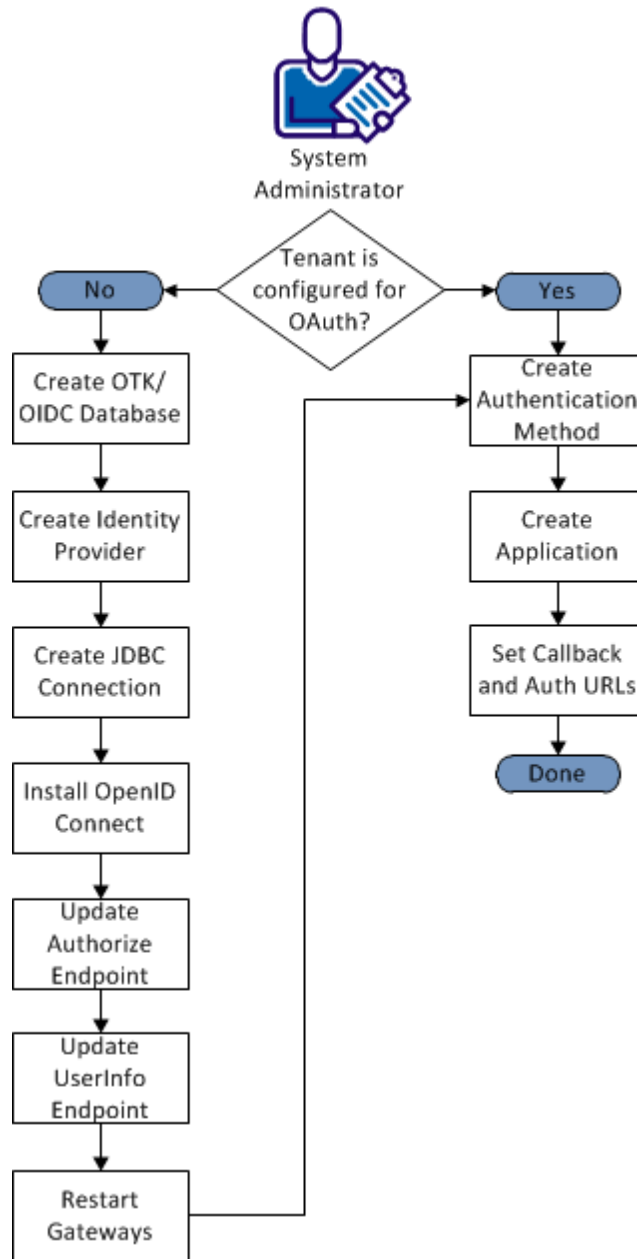 System
Administrator
Tenant is
configured for
OAuth?
No
Yes
Create OTK/
OIDC Database
Create Identity
Provider
Create JDBC
Connection
Install OpenID
Connect
Update
Authorize
Endpoint
Update
UserInfo
Endpoint
Restart
Gateways
Create
Authentication
Method
Create
Application
Set Callback
and Auth URLs
Done